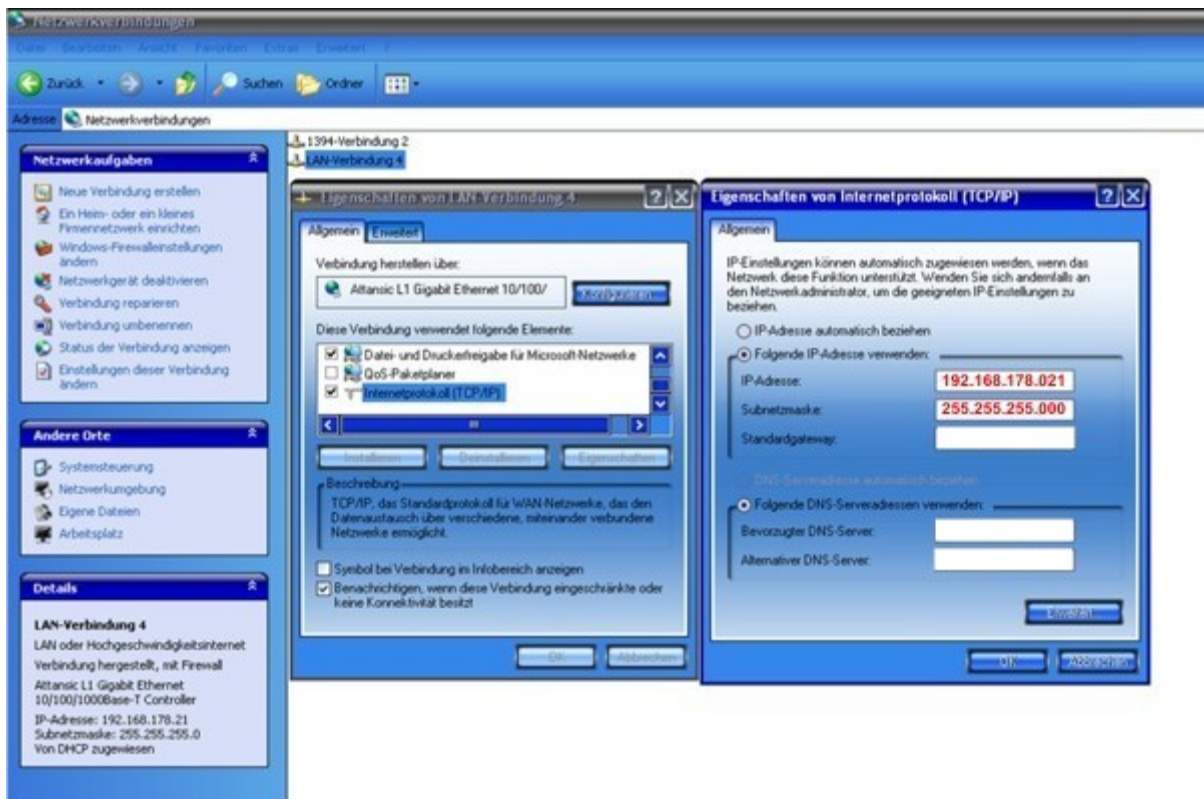 Netzwerkverbindungen
Datei Bearbeiten Ansicht Favoriten Extras Erweitert ?
Zurück Suchen Ordner
Adresse Netzwerkverbindungen
Netzwerkaufgaben
Neue Verbindung erstellen
Ein Heim- oder ein kleines
Firmennetzwerk einrichten
Windows-Firewalleinstellungen
ändern
Netzwerkgerät deaktivieren
Verbindung reparieren
Verbindung umbenennen
Status der Verbindung anzeigen
Einstellungen dieser Verbindung
ändern
Andere Orte
Systemsteuerung
Netzwerkumgebung
Eigene Dateien
Arbeitsplatz
Details
LAN-Verbindung 4
LAN oder Hochgeschwindigkeitsinternet
Verbindung hergestellt, mit Firewall
Attansic L1 Gigabit Ethernet
10/100/1000Base-T Controller
IP-Adresse: 192.168.178.21
Subnetzmaske: 255.255.255.0
Von DHCP zugewiesen
1394-Verbindung 2
LAN-Verbindung 4
Eigenschaften von LAN-Verbindung 4
Allgemein Erweitert
Verbindung herstellen über:
Attansic L1 Gigabit Ethernet 10/100/
Konfigurieren...
Diese Verbindung verwendet folgende Elemente:
Datei- und Druckerfreigabe für Microsoft-Netzwerke
QoS-Paketplaner
Internetprotokoll (TCP/IP)
Installieren Deinstallieren Eigenschaften
Beschreibung
TCP/IP, das Standardprotokoll für WAN-Netzwerke, das den
Datenaustausch über verschiedene, miteinander verbundene
Netzwerke ermöglicht.
Symbol bei Verbindung im Infobereich anzeigen
Benachrichtigen, wenn diese Verbindung eingeschränkte oder
keine Konnektivität besitzt
OK Abbrechen
Eigenschaften von Internetprotokoll (TCP/IP)
Allgemein
IP-Einstellungen können automatisch zugewiesen werden, wenn das
Netzwerk diese Funktion unterstützt. Wenden Sie sich andernfalls an
den Netzwerkadministrator, um die geeigneten IP-Einstellungen zu
beziehen.
IP-Adresse automatisch beziehen
Folgende IP-Adresse verwenden:
IP-Adresse: 192.168.178.021
Subnetzmaske: 255.255.255.000
Standardgateway:
DNS-Serveradresse automatisch beziehen
Folgende DNS-Serveradressen verwenden:
Bevorzugter DNS-Server:
Alternativer DNS-Server:
Erweitert...
OK Abbrechen